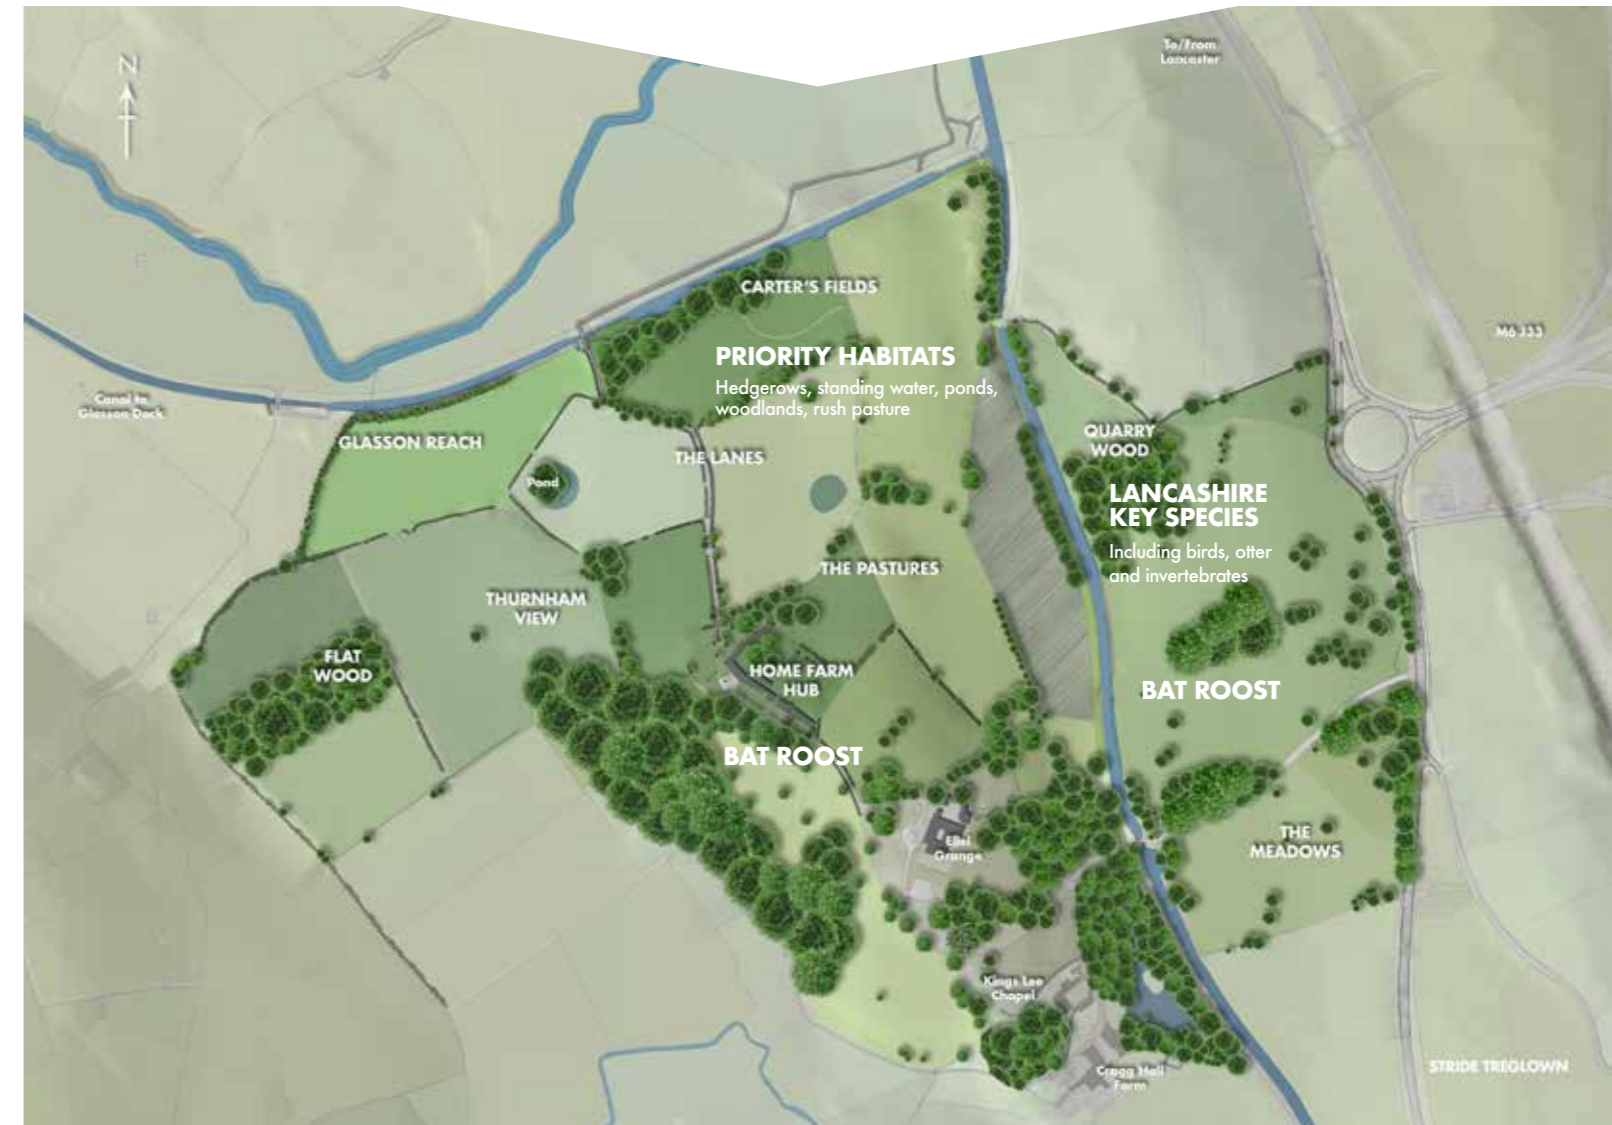 N
To/From
Lancaster
CARTER'S FIELDS
M6 J33
PRIORITY HABITATS
Hedgerows, standing water, ponds,
woodlands, rush pasture
Canal to
Glasson Dock
GLASSON REACH
QUARRY
WOOD
THE LANES
Pond
LANCASHIRE
KEY SPECIES
Including birds, otter
and invertebrates
THE PASTURES
THURNHAM
VIEW
FLAT
WOOD
HOME FARM
HUB
BAT ROOST
BAT ROOST
THE
MEADOWS
Ellel
Grange
Kings Lee
Chapel
Cragg Hall
Farm
STRIDE TREGLOWN